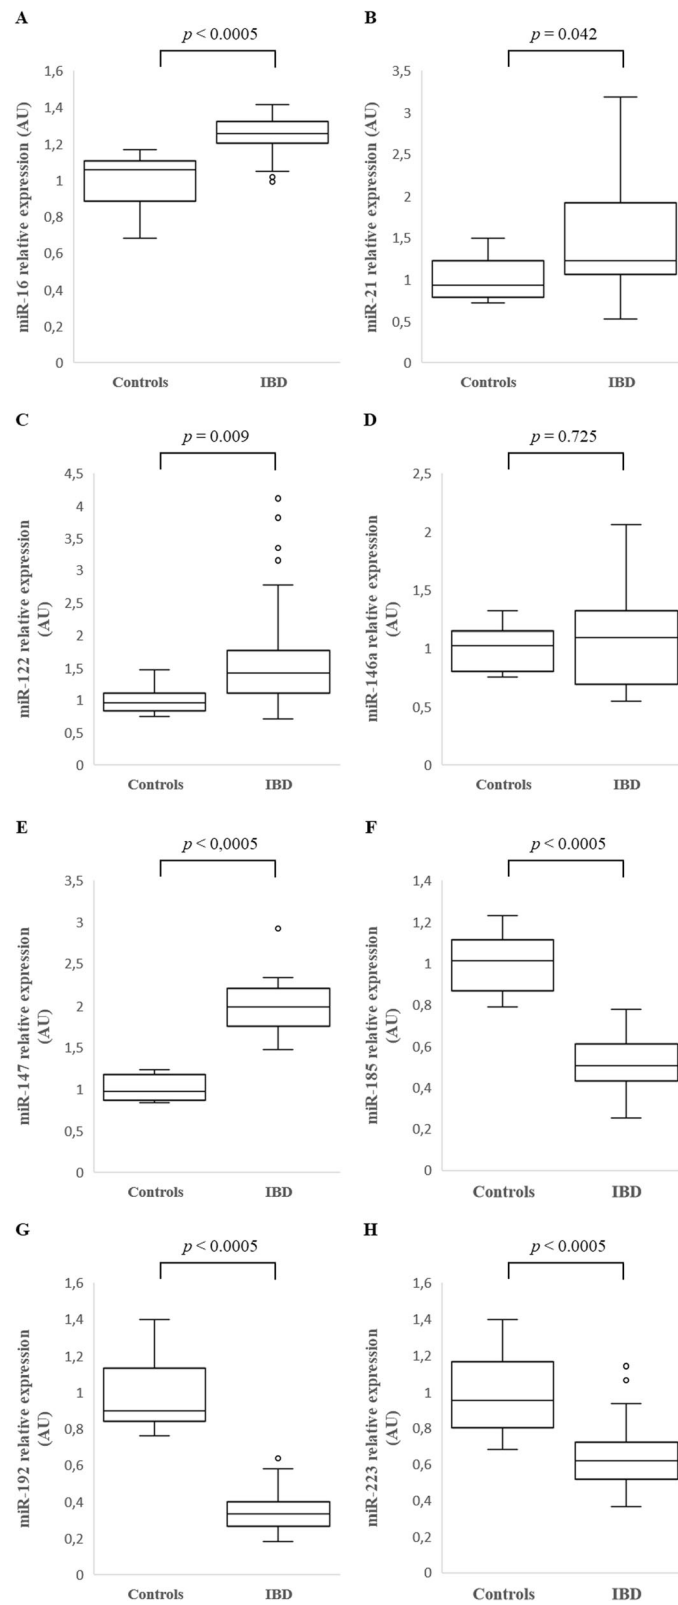 A
p < 0.0005
miR-16 relative expression (AU)
1,6
1,4
1,2
1
0,8
0,6
0,4
0,2
0
Controls
IBD
B
p = 0.042
miR-21 relative expression (AU)
3,5
3
2,5
2
1,5
1
0,5
0
Controls
IBD
C
p = 0.009
miR-122 relative expression
(AU)
4,5
4
3,5
3
2,5
2
1,5
1
0,5
0
Controls
IBD
D
p = 0.725
miR-146a relative expression
(AU)
2,5
2
1,5
1
0,5
0
Controls
IBD
E
p < 0,0005
miR-147 relative expression
(AU)
3,5
3
2,5
2
1,5
1
0,5
0
Controls
IBD
F
p < 0.0005
miR-185 relative expression
(AU)
1,4
1,2
1
0,8
0,6
0,4
0,2
0
Controls
IBD
G
p < 0.0005
miR-192 relative expression
(AU)
1,6
1,4
1,2
1
0,8
0,6
0,4
0,2
0
Controls
IBD
H
p < 0.0005
miR-223 relative expression
(AU)
1,6
1,4
1,2
1
0,8
0,6
0,4
0,2
0
Controls
IBD